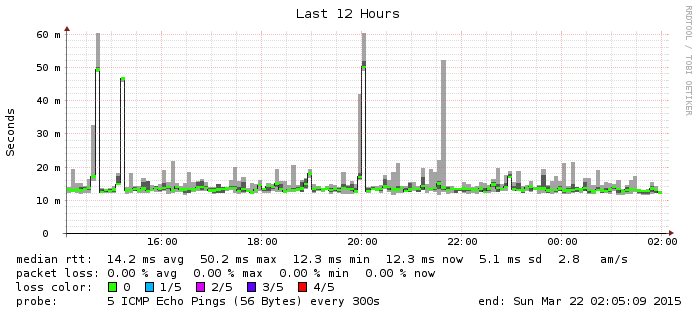 Last 12 Hours
RRDTOOL / TOBI OETIKER
Seconds
60 m
50 m
40 m
30 m
20 m
10 m
0
16:00 18:00 20:00 22:00 00:00 02:00
median rtt: 14.2 ms avg 50.2 ms max 12.3 ms min 12.3 ms now 5.1 ms sd 2.8 am/s
packet loss: 0.00 % avg 0.00 % max 0.00 % min 0.00 % now
loss color: 0 1/5 2/5 3/5 4/5
probe: 5 ICMP Echo Pings (56 Bytes) every 300s end: Sun Mar 22 02:05:09 2015